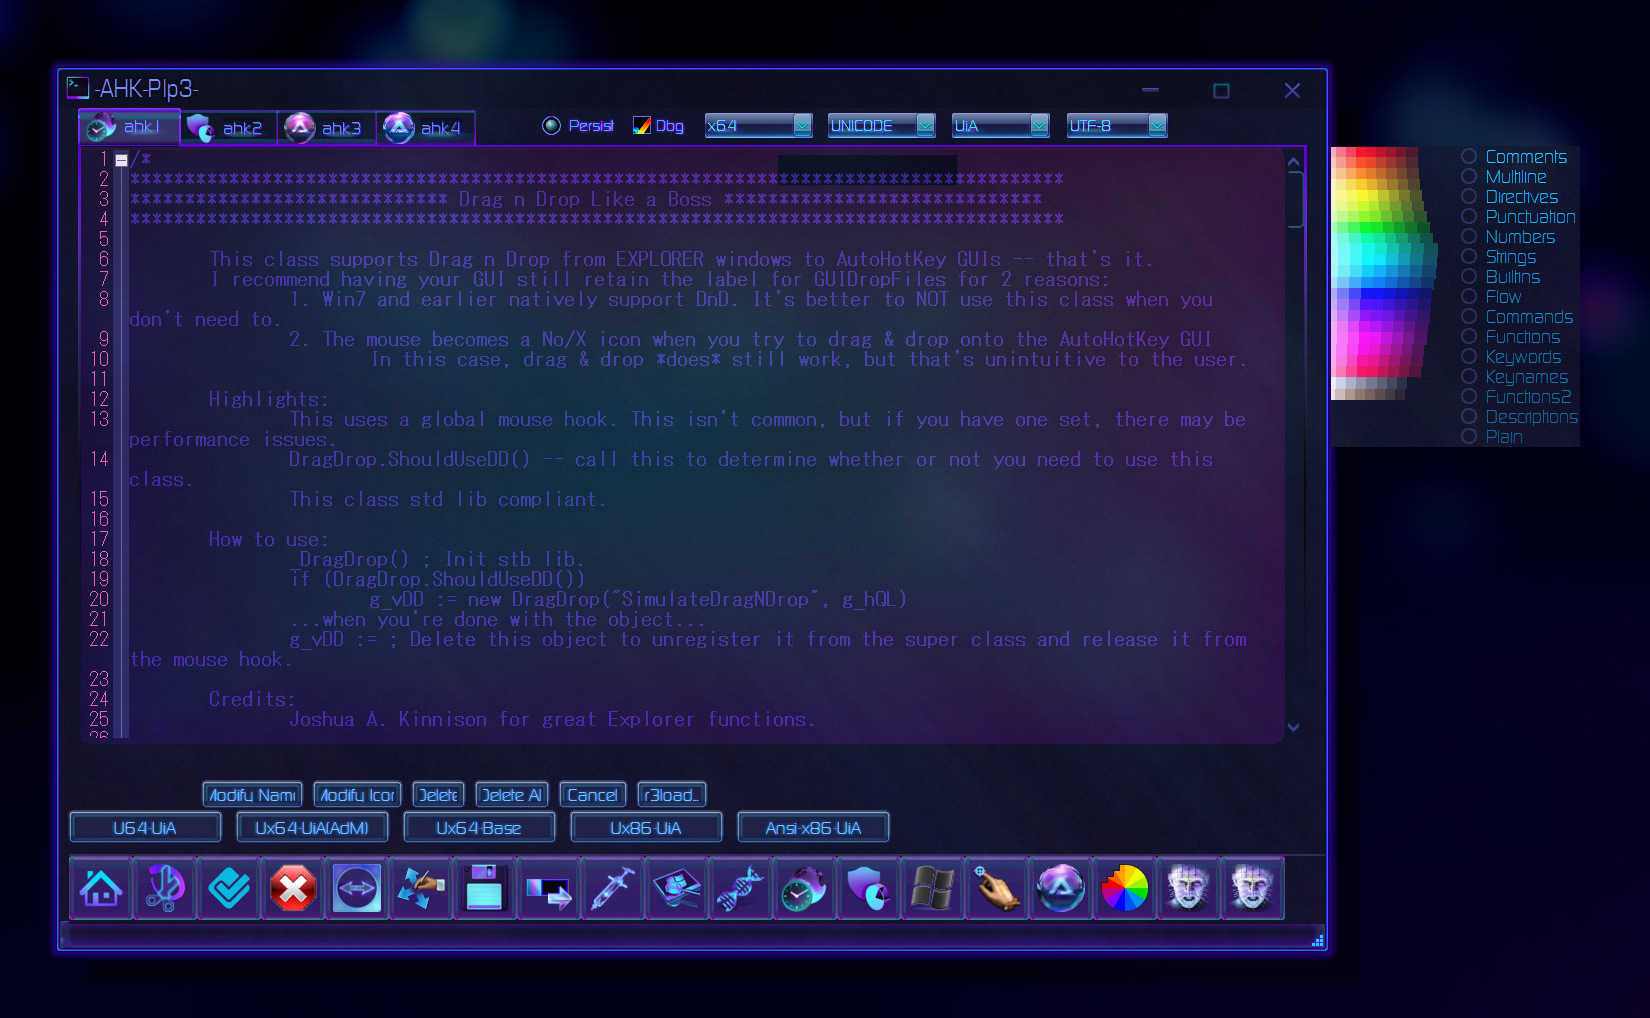 -AHK-P|p3-
ahk1 ahk2 ahk3 ahk4 Persist Dbg x64 UNICODE UiA UTF-8
1 /*
2 *************************************************************************************
3 ***************************** Drag n Drop Like a Boss *****************************
4 *************************************************************************************
5
6 This class supports Drag n Drop from EXPLORER windows to AutoHotKey GUIs -- that's it.
7 I recommend having your GUI still retain the label for GUIDropFiles for 2 reasons:
8 1. Win7 and earlier natively support DnD. It's better to NOT use this class when you
don't need to.
9 2. The mouse becomes a No/X icon when you try to drag & drop onto the AutoHotKey GUI
10 In this case, drag & drop *does* still work, but that's unintuitive to the user.
11
12 Highlights:
13 This uses a global mouse hook. This isn't common, but if you have one set, there may be
performance issues.
14 DragDrop.ShouldUseDD() -- call this to determine whether or not you need to use this
class.
15 This class std lib compliant.
16
17 How to use:
18 _DragDrop() ; Init stb lib.
19 if (DragDrop.ShouldUseDD())
20 g_vDD := new DragDrop("SimulateDragNDrop", g_hQL)
21 ...when you're done with the object...
22 g_vDD := ; Delete this object to unregister it from the super class and release it from
the mouse hook.
23
24 Credits:
25 Joshua A. Kinnison for great Explorer functions.
26
Comments
Multiline
Directives
Punctuation
Numbers
Strings
Builtins
Flow
Commands
Functions
Keywords
Keynames
Functions2
Descriptions
Plain
Modify Name Modify Icon Delete Delete Al Cancel r3load...
U64-UiA Ux64-UiA(AdM) Ux64-Base Ux86-UiA Ansi-x86-UiA